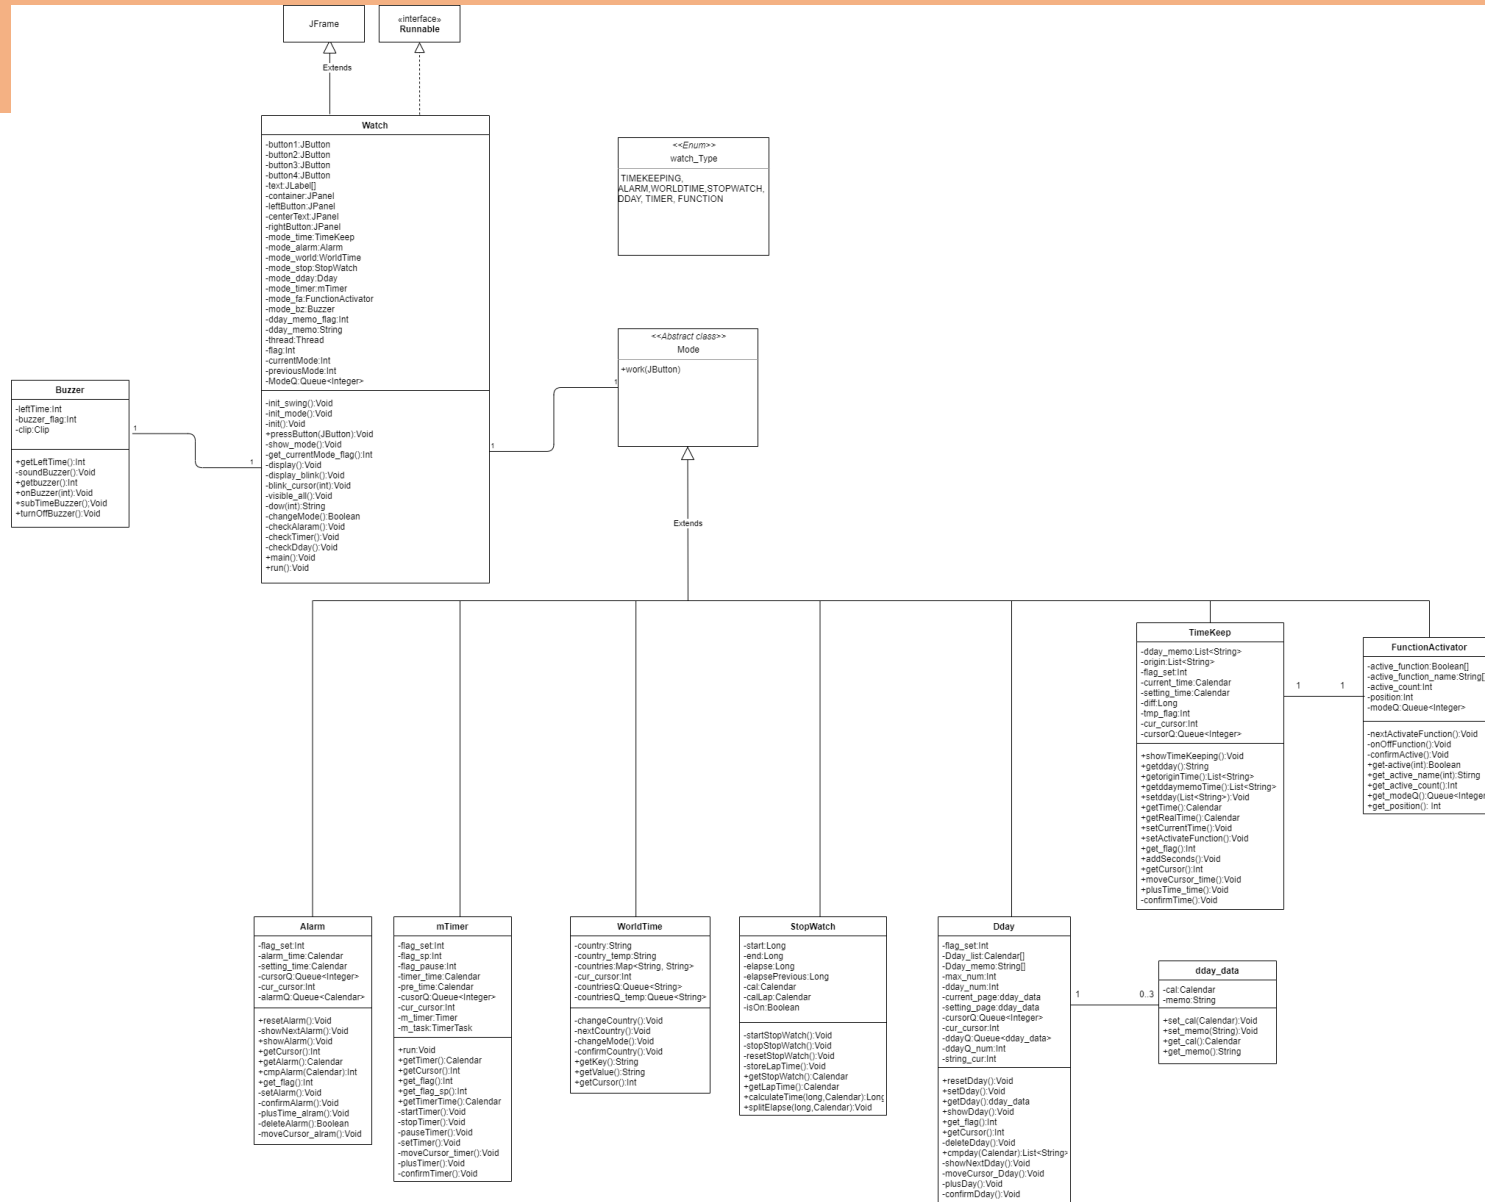 JFrame
«interface»
Runnable
Extends
Watch
-button1:JButton
-button2:JButton
-button3:JButton
-button4:JButton
-text:JLabel[]
-container:JPanel
-leftButton:JPanel
-centerText:JPanel
-rightButton:JPanel
-mode_time:TimeKeep
-mode_alarm:Alarm
-mode_world:WorldTime
-mode_stop:StopWatch
-mode_dday:Dday
-mode_timer:mTimer
-mode_fa:FunctionActivator
-mode_bz:Buzzer
-dday_memo_flag:Int
-dday_memo:String
-thread:Thread
-flag:Int
-currentMode:Int
-previousMode:Int
-ModeQ:Queue<Integer>
-init_swing():Void
-init_mode():Void
-init():Void
+pressButton(JButton):Void
-show_mode():Void
-get_currentMode_flag():Int
-display():Void
-display_blink():Void
-blink_cursor(int):Void
-visible_all():Void
-dow(int):String
-changeMode():Boolean
-checkAlaram():Void
-checkTimer():Void
-checkDday():Void
+main():Void
+run():Void
<<Enum>>
watch_Type
TIMEKEEPING,
ALARM,WORLDTIME,STOPWATCH,
DDAY, TIMER, FUNCTION
<<Abstract class>>
Mode
+work(JButton)
1
1
Buzzer
-leftTime:Int
-buzzer_flag:Int
-clip:Clip
+getLeftTime():Int
-soundBuzzer():Void
+getbuzzer():Int
+onBuzzer(int):Void
+subTimeBuzzer();Void
+turnOffBuzzer():Void
1
1
Extends
TimeKeep
-dday_memo:List<String>
-origin:List<String>
-flag_set:Int
-current_time:Calendar
-setting_time:Calendar
-diff:Long
-tmp_flag:Int
-cur_cursor:Int
-cursorQ:Queue<Integer>
+showTimeKeeping():Void
+getdday():String
+getoriginTime():List<String>
+getddaymemoTime():List<String>
+setdday(List<String>):Void
+getTime():Calendar
+getRealTime():Calendar
+setCurrentTime():Void
+setActivateFunction():Void
+get_flag():Int
+addSeconds():Void
+getCursor():Int
+moveCursor_time():Void
+plusTime_time():Void
-confirmTime():Void
1
1
FunctionActivator
-active_function:Boolean[]
-active_function_name:String[]
-active_count:Int
-position:Int
-modeQ:Queue<Integer>
-nextActivateFunction():Void
-onOffFunction():Void
-confirmActive():Void
+get-active(int):Boolean
+get_active_name(int):Stirng
+get_active_count():Int
+get_modeQ():Queue<Integer
+get_position(): Int
Alarm
-flag_set:Int
-alarm_time:Calendar
-setting_time:Calendar
-cursorQ:Queue<Integer>
-cur_cursor:Int
-alarmQ:Queue<Calendar>
+resetAlarm():Void
-showNextAlarm():Void
+showAlarm():Void
+getCursor():Int
+getAlarm():Calendar
+cmpAlarm(Calendar):Int
+get_flag():Int
-setAlarm():Void
-confirmAlarm():Void
-plusTime_alram():Void
-deleteAlarm():Boolean
-moveCursor_alram():Void
mTimer
-flag_set:Int
-flag_sp:Int
-flag_pause:Int
-timer_time:Calendar
-pre_time:Calendar
-cusorQ:Queue<Integer>
-cur_cursor:Int
-m_timer:Timer
-m_task:TimerTask
+run:Void
+getTimer():Calendar
+getCursor():Int
+get_flag():Int
+get_flag_sp():Int
+getTimerTime():Calendar
-startTimer():Void
-stopTimer():Void
-pauseTimer():Void
-setTimer():Void
-moveCursor_timer():Void
-plusTimer():Void
-confirmTimer():Void
WorldTime
-country:String
-country_temp:String
-countries:Map<String, String>
-cur_cursor:Int
-countriesQ:Queue<String>
-countriesQ_temp:Queue<String>
-changeCountry():Void
-nextCountry():Void
-changeMode():Void
-confirmCountry():Void
+getKey():String
+getValue():String
+getCursor():Int
StopWatch
-start:Long
-end:Long
-elapse:Long
-elapsePrevious:Long
-cal:Calendar
-calLap:Calendar
-isOn:Boolean
-startStopWatch():Void
-stopStopWatch():Void
-resetStopWatch():Void
-storeLapTime():Void
+getStopWatch():Calendar
+getLapTime():Calendar
+calculateTime(long,Calendar):Long
+splitElapse(long,Calendar):Void
Dday
-flag_set:Int
-Dday_list:Calendar[]
-Dday_memo:String[]
-max_num:Int
-dday_num:Int
-current_page:dday_data
-setting_page:dday_data
-cursorQ:Queue<Integer>
-cur_cursor:Int
-ddayQ:Queue<dday_data>
-ddayQ_num:Int
-string_cur:Int
+resetDday():Void
+setDday():Void
+getDday():dday_data
+showDday():Void
+get_flag():Int
+getCursor():Int
-deleteDday():Void
+cmpday(Calendar):List<String>
-showNextDday():Void
-moveCursor_Dday():Void
-plusDay():Void
-confirmDday():Void
1
0..3
dday_data
-cal:Calendar
-memo:String
+set_cal(Calendar):Void
+set_memo(String):Void
+get_cal():Calendar
+get_memo():String